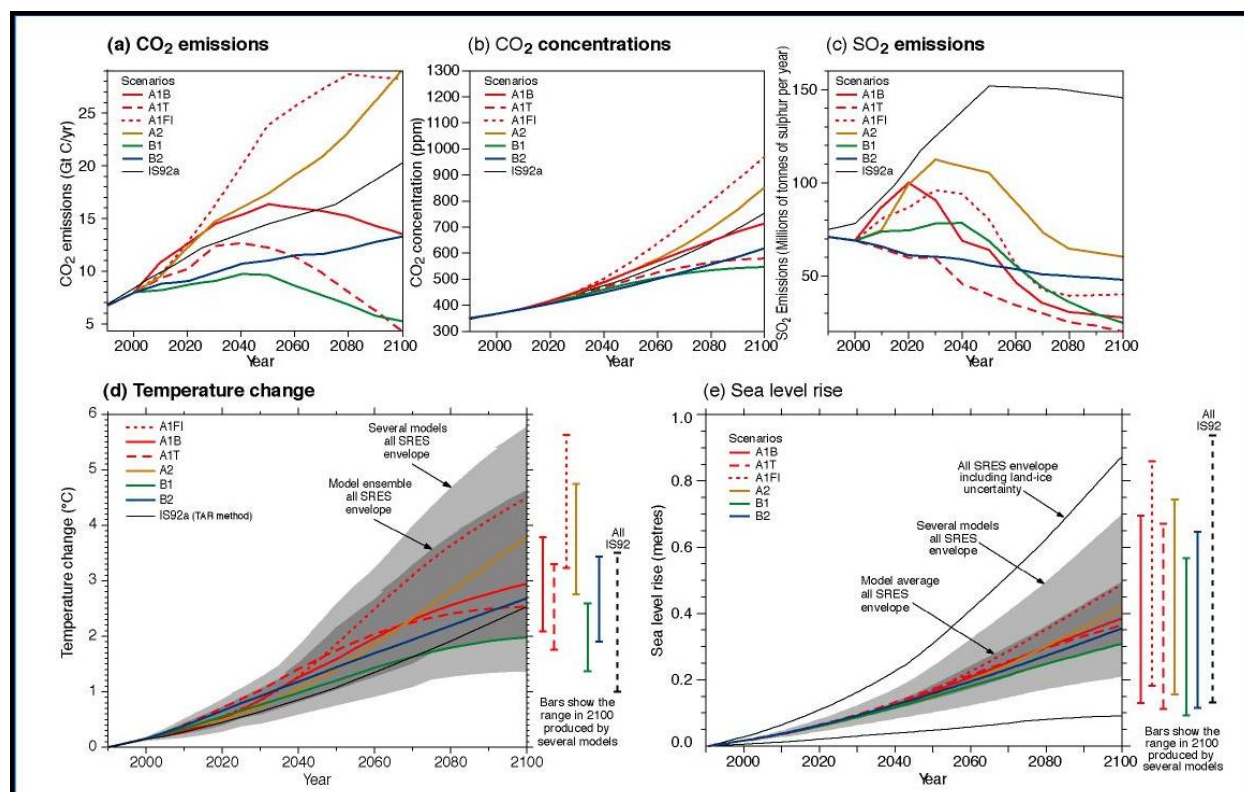 (a) CO2 emissions
Scenarios
A1B
A1T
A1FI
A2
B1
B2
IS92a
CO2 emissions (Gt C/yr)
25
20
15
10
5
2000 2020 2040 2060 2080 2100
Year
(b) CO2 concentrations
Scenarios
A1B
A1T
A1FI
A2
B1
B2
IS92a
CO2 concentration (ppm)
1300
1200
1100
1000
900
800
700
600
500
400
300
2000 2020 2040 2060 2080 2100
Year
(c) SO2 emissions
Scenarios
A1B
A1T
A1FI
A2
B1
B2
IS92a
SO2 Emissions (Millions of tonnes of sulphur per year)
150
100
50
2000 2020 2040 2060 2080 2100
Year
(d) Temperature change
A1FI
A1B
A1T
A2
B1
B2
IS92a (TAR method)
Several models
all SRES
envelope
Model ensemble
all SRES
envelope
Temperature change (°C)
6
5
4
3
2
1
0
2000 2020 2040 2060 2080 2100
Year
All
IS92
Bars show the
range in 2100
produced by
several models
(e) Sea level rise
Scenarios
A1B
A1T
A1FI
A2
B1
B2
All SRES envelope
including land-ice
uncertainty
Several models
all SRES
envelope
Model average
all SRES
envelope
Sea level rise (metres)
1.0
0.8
0.6
0.4
0.2
0.0
2000 2020 2040 2060 2080 2100
Year
All
IS92
Bars show the
range in 2100
produced by
several models